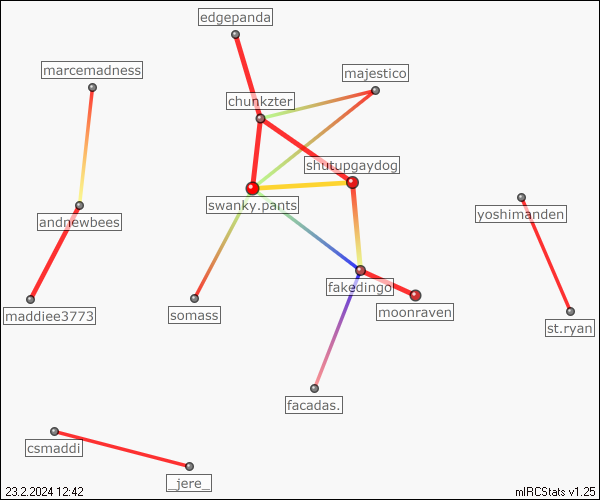 edgepanda
marcemadness
majestico
chunkzter
shutupgaydog
swanky.pants
yoshimanden
andnewbees
fakedingo
maddiee3773
somass
moonraven
st.ryan
facadas.
csmaddi
_jere_
23.2.2024 12:42
mIRCStats v1.25